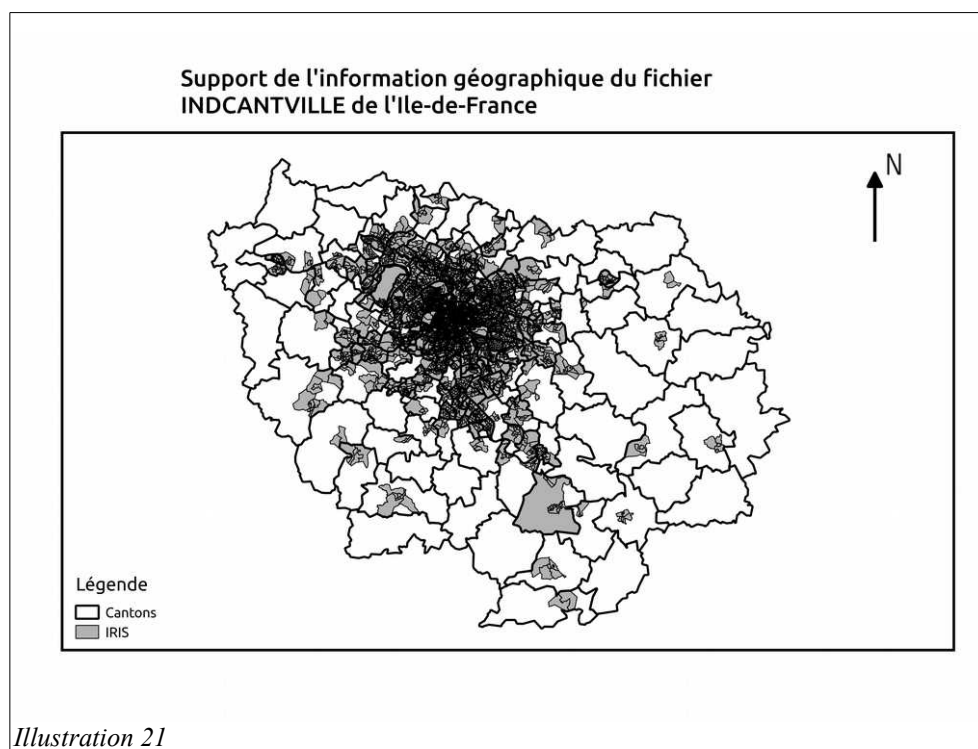 Support de l'information géographique du fichier
INDCANTVILLE de l'Ile-de-France
N
Légende
Cantons
IRIS
Illustration 21